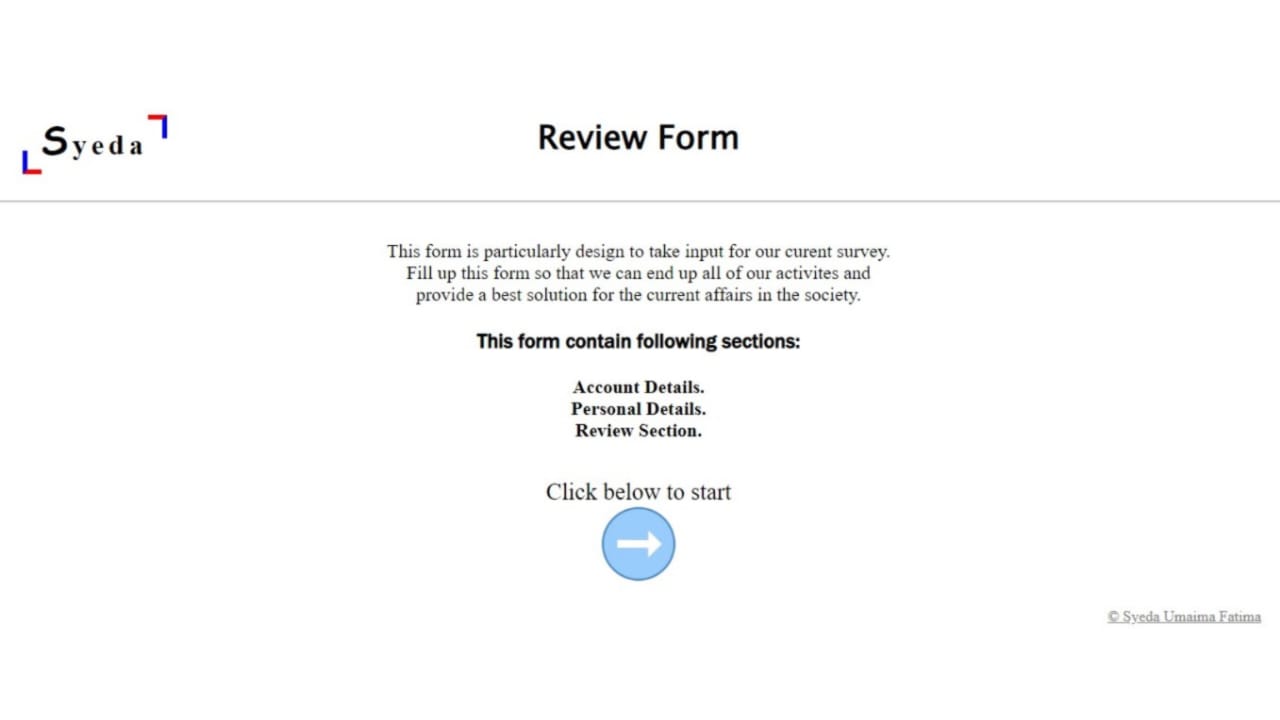 Syeda
Review Form
This form is particularly design to take input for our curent survey.
Fill up this form so that we can end up all of our activites and
provide a best solution for the current affairs in the society.
This form contain following sections:
Account Details.
Personal Details.
Review Section.
Click below to start
© Syeda Umaima Fatima